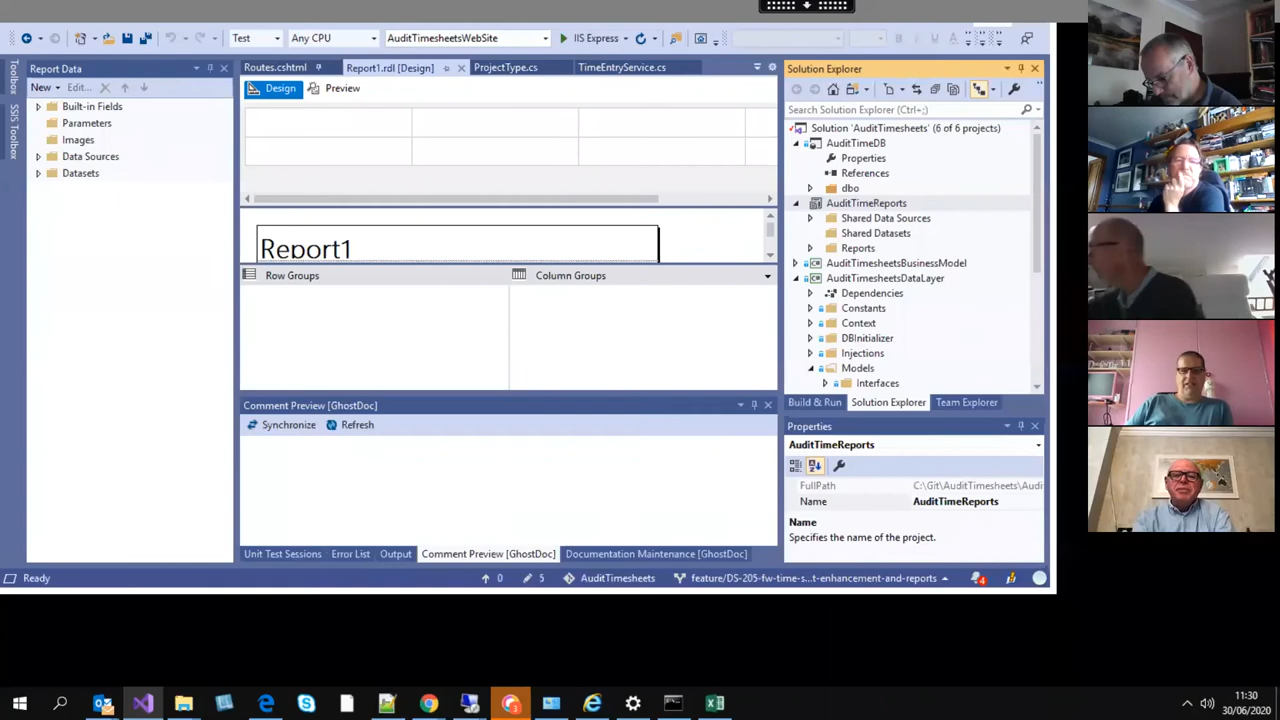 Test
Any CPU
AuditTimesheetsWebSite
IIS Express
Report Data
Routes.cshtml
Report1.rdl [Design]
ProjectType.cs
TimeEntryService.cs
Solution Explorer
Toolbox
SSIS Toolbox
New
Edit...
Design
Preview
Search Solution Explorer (Ctrl+;)
Built-in Fields
Parameters
Images
Data Sources
Datasets
Solution 'AuditTimesheets' (6 of 6 projects)
AuditTimeDB
Properties
References
dbo
AuditTimeReports
Shared Data Sources
Shared Datasets
Reports
AuditTimesheetsBusinessModel
AuditTimesheetsDataLayer
Dependencies
Constants
Context
DBInitializer
Injections
Models
Interfaces
Report1
Row Groups
Column Groups
Build & Run
Solution Explorer
Team Explorer
Comment Preview [GhostDoc]
Synchronize
Refresh
Properties
AuditTimeReports
FullPath
C:\Git\AuditTimesheets\Audi
Name
AuditTimeReports
Name
Specifies the name of the project.
Unit Test Sessions
Error List
Output
Comment Preview [GhostDoc]
Documentation Maintenance [GhostDoc]
Ready
0
5
AuditTimesheets
feature/DS-205-fw-time-s...t-enhancement-and-reports
4
11:30
30/06/2020